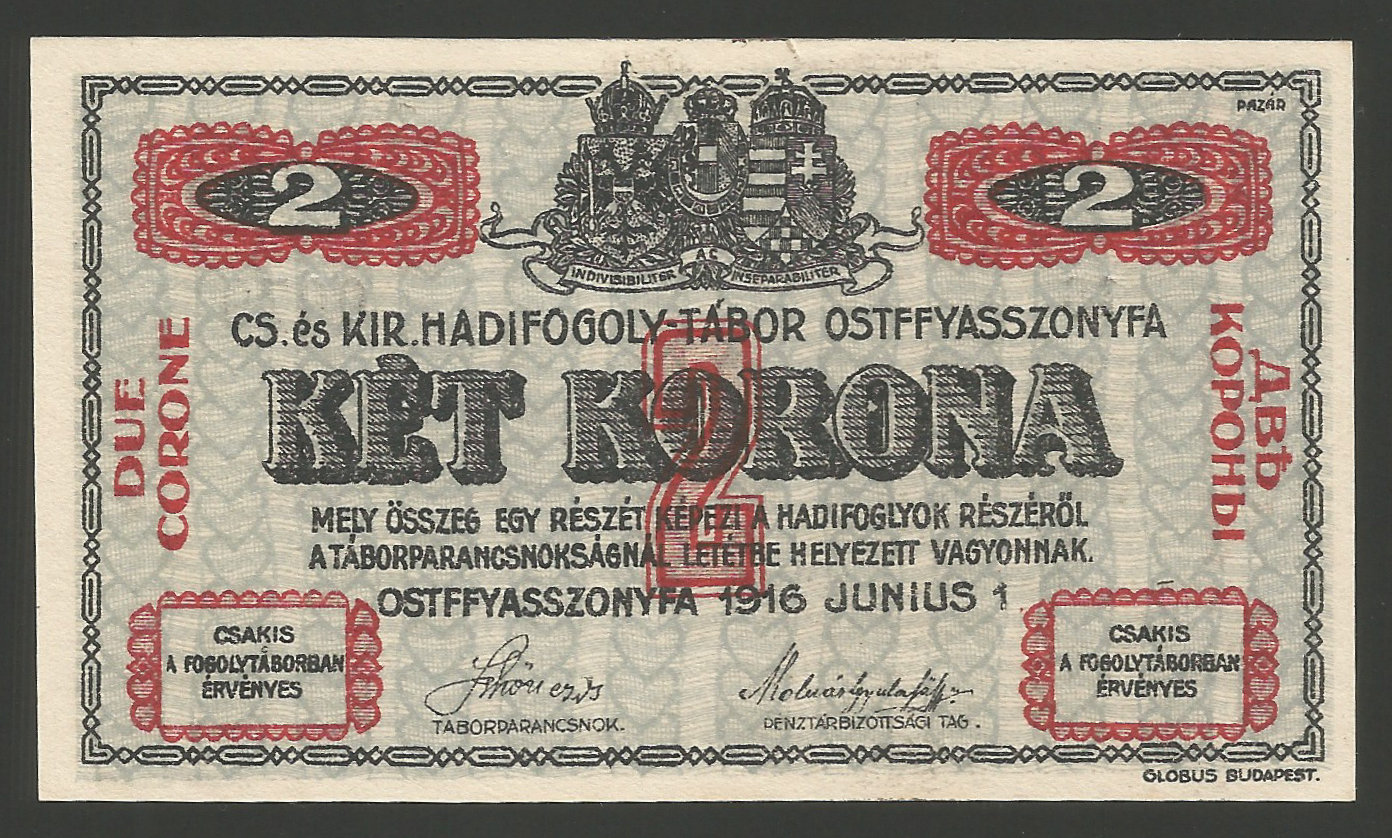 PAZÁR
2
2
INDIVISIBILITER AC INSEPARABILITER
CS. és KIR. HADIFOGOLY-TÁBOR OSTFFYASSZONYFA
DUE
CORONE
ДВѢ
КОРОНЫ
KÉT KORONA
2
MELY ÖSSZEG EGY RÉSZÉT KÉPEZI A HADIFOGLYOK RÉSZÉRŐL
A TÁBORPARANCSNOKSÁGNÁL LETÉTBE HELYEZETT VAGYONNAK.
OSTFFYASSZONYFA 1916 JUNIUS 1
CSAKIS
A FOGOLYTÁBORBAN
ÉRVÉNYES
TÁBORPARANCSNOK.
PÉNZTÁRBIZOTTSÁGI TAG.
CSAKIS
A FOGOLYTÁBORBAN
ÉRVÉNYES
GLOBUS BUDAPEST.